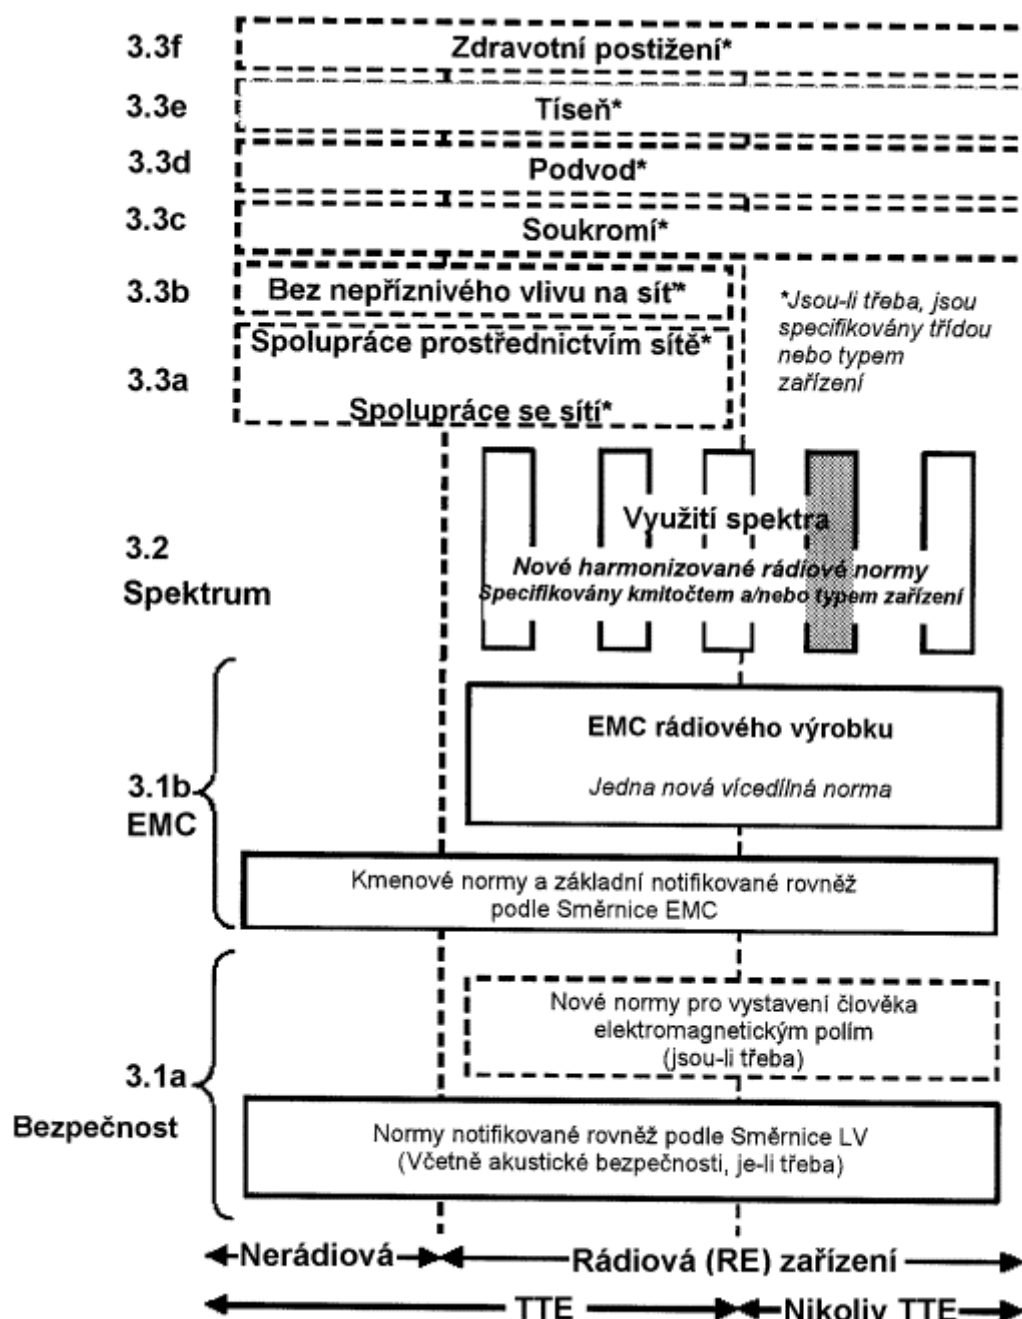 3.3f
Zdravotní postižení*
3.3e
Tíseň*
3.3d
Podvod*
3.3c
Soukromí*
3.3b
Bez nepříznivého vlivu na síť*
*Jsou-li třeba, jsou
specifikovány třídou
nebo typem
zařízení
3.3a
Spolupráce prostřednictvím sítě*
Spolupráce se sítí*
3.2
Spektrum
Využití spektra
Nové harmonizované rádiové normy
Specifikovány kmitočtem a/nebo typem zařízení
3.1b
EMC
EMC rádiového výrobku
Jedna nová vícedílná norma
Kmenové normy a základní notifikované rovněž
podle Směrnice EMC
3.1a
Bezpečnost
Nové normy pro vystavení člověka
elektromagnetickým polím
(jsou-li třeba)
Normy notifikované rovněž podle Směrnice LV
(Včetně akustické bezpečnosti, je-li třeba)
Nerádiová
Rádiová (RE) zařízení
TTE
Nikoliv TTE